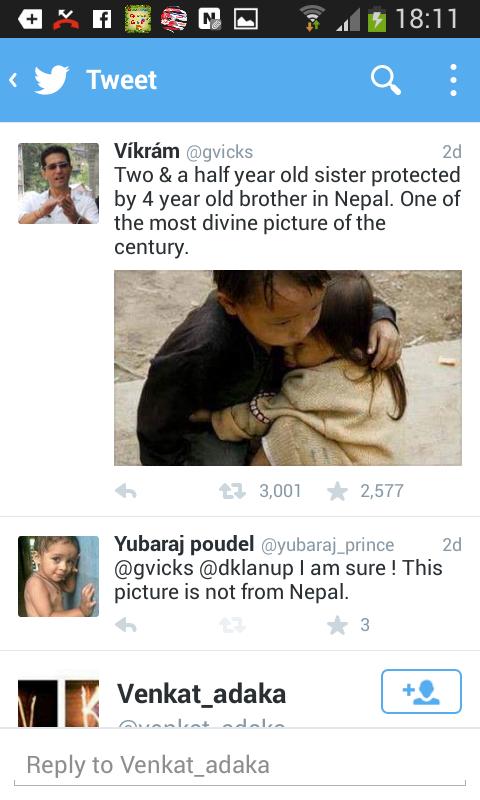 18:11
Tweet
Víkrám @gvicks 2d
Two & a half year old sister protected
by 4 year old brother in Nepal. One of
the most divine picture of the
century.
3,001 2,577
Yubaraj poudel @yubaraj_prince 2d
@gvicks @dklanup I am sure ! This
picture is not from Nepal.
3
Venkat_adaka
@venkat_adaka
Reply to Venkat_adaka